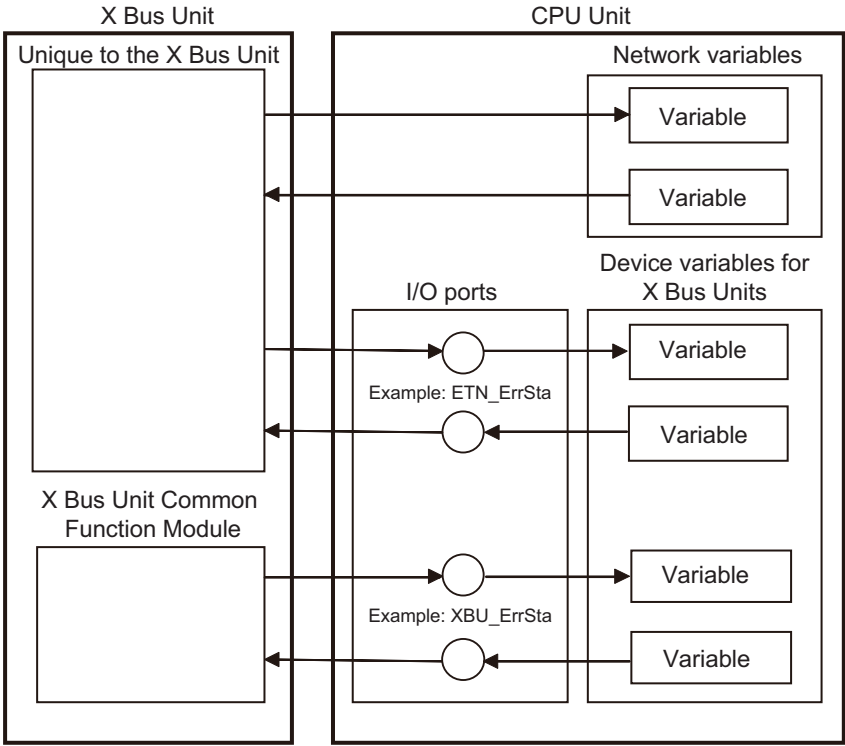 X Bus Unit
CPU Unit
Unique to the X Bus Unit
Network variables
Variable
Variable
Device variables for
X Bus Units
I/O ports
Variable
Example: ETN_ErrSta
Variable
X Bus Unit Common
Function Module
Variable
Example: XBU_ErrSta
Variable